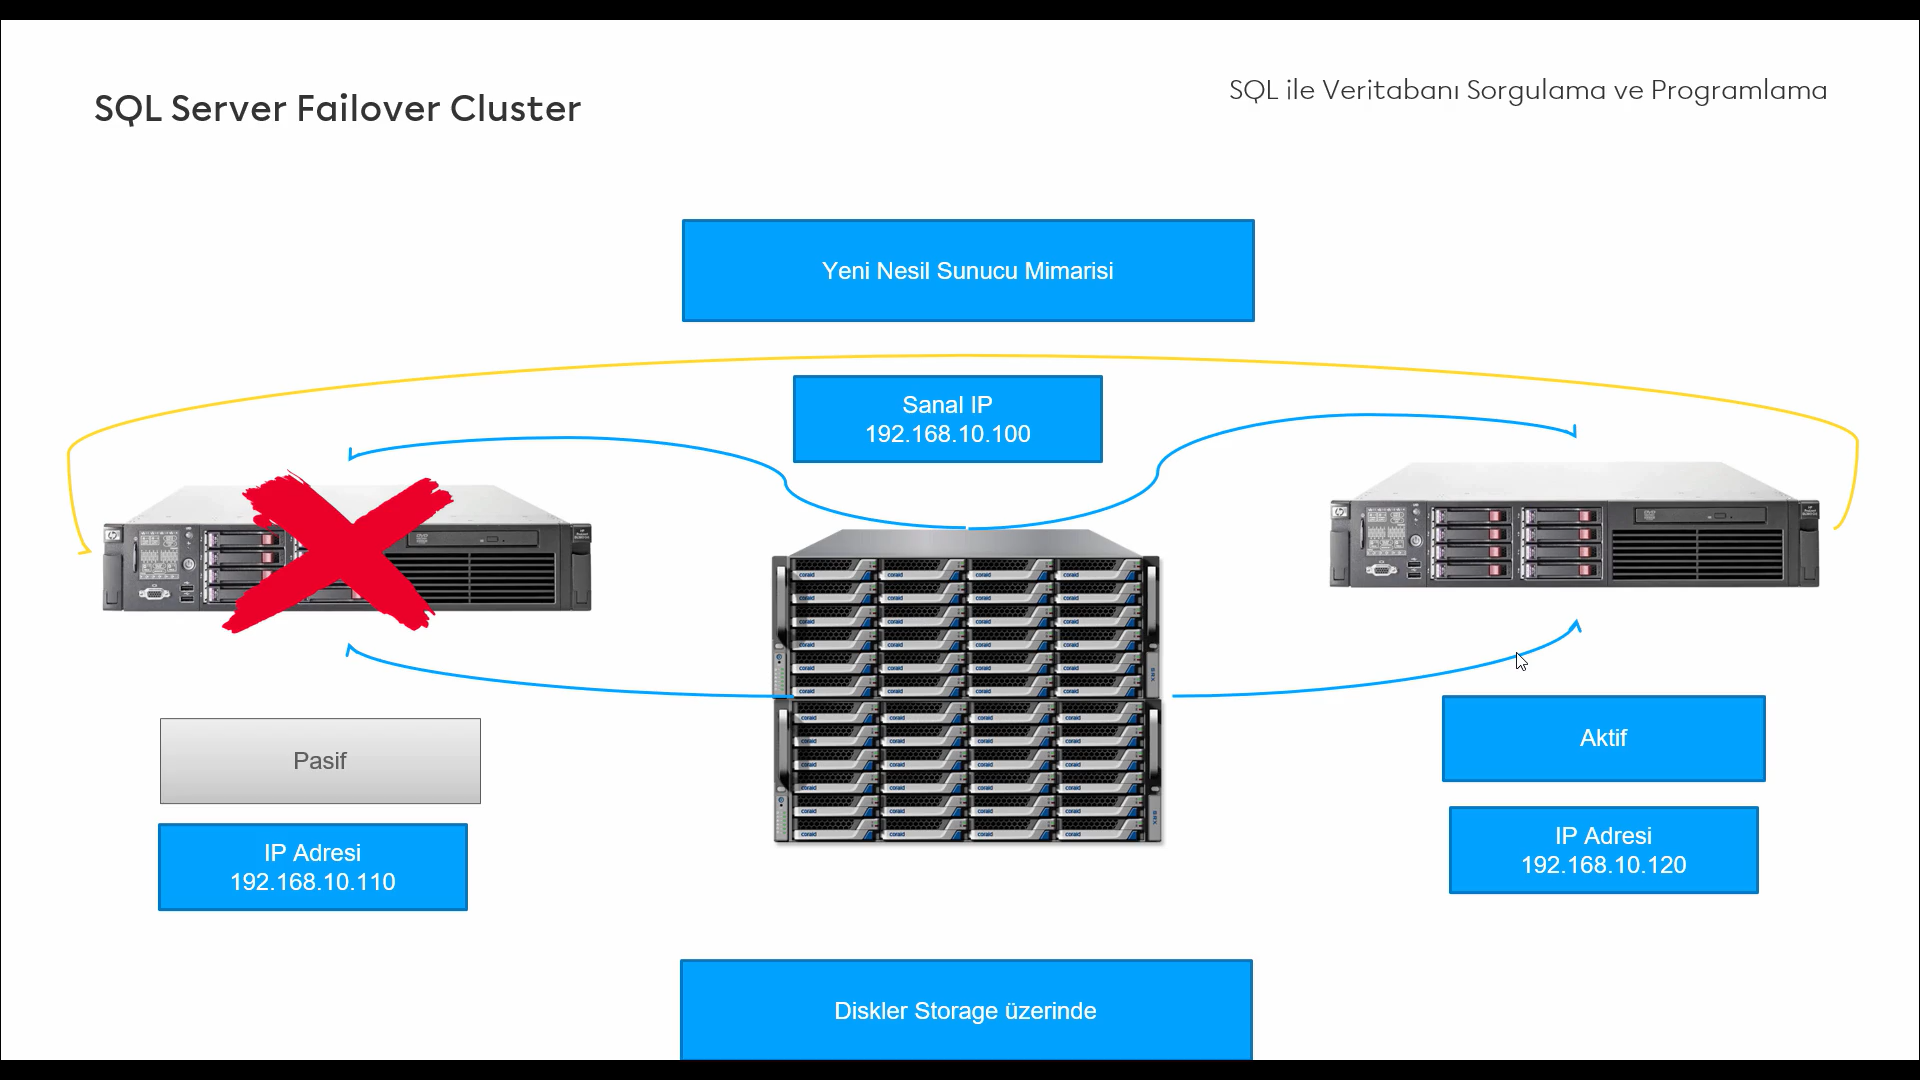 SQL Server Failover Cluster
SQL ile Veritabanı Sorgulama ve Programlama
Yeni Nesil Sunucu Mimarisi
Sanal IP
192.168.10.100
Pasif
IP Adresi
192.168.10.110
Aktif
IP Adresi
192.168.10.120
Diskler Storage üzerinde